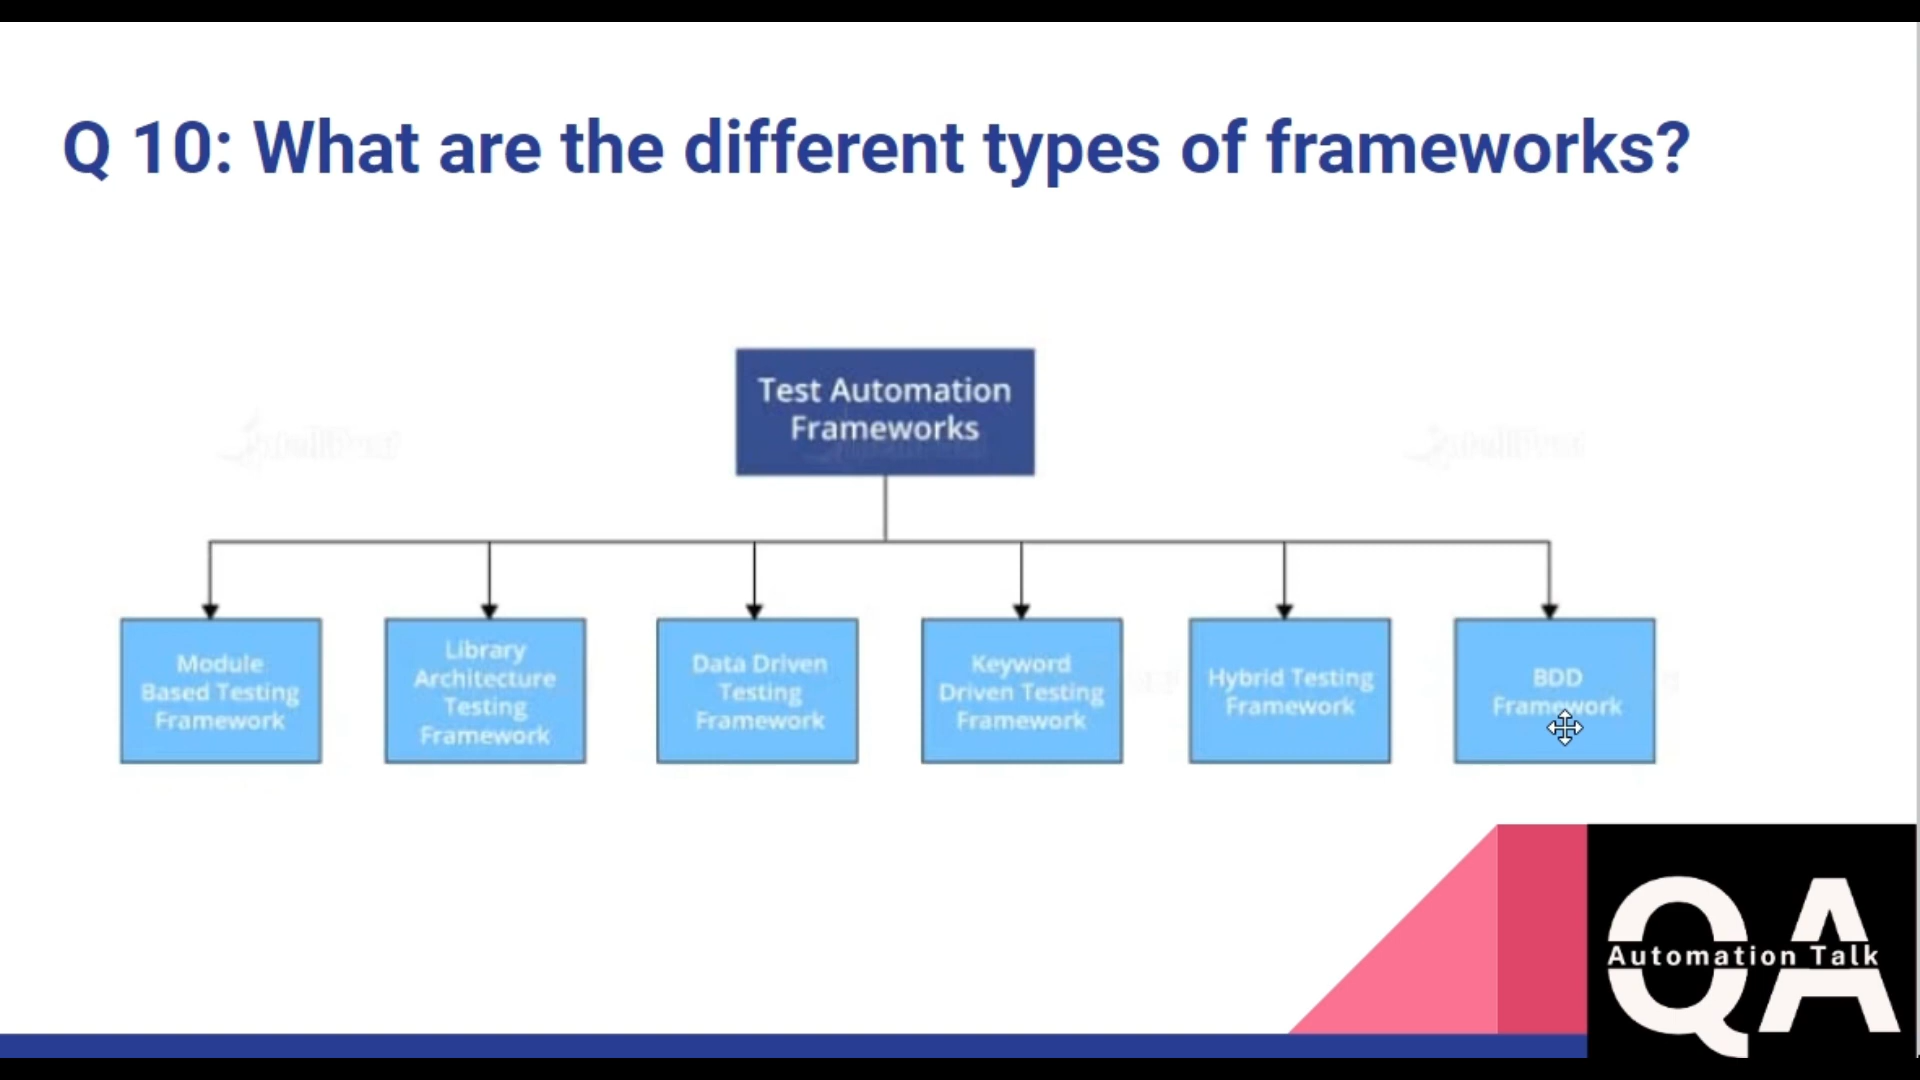 Q 10: What are the different types of frameworks?
Test Automation
Frameworks
Module
Based Testing
Framework
Library
Architecture
Testing
Framework
Data Driven
Testing
Framework
Keyword
Driven Testing
Framework
Hybrid Testing
Framework
BDD
Framework
QA
Automation Talk